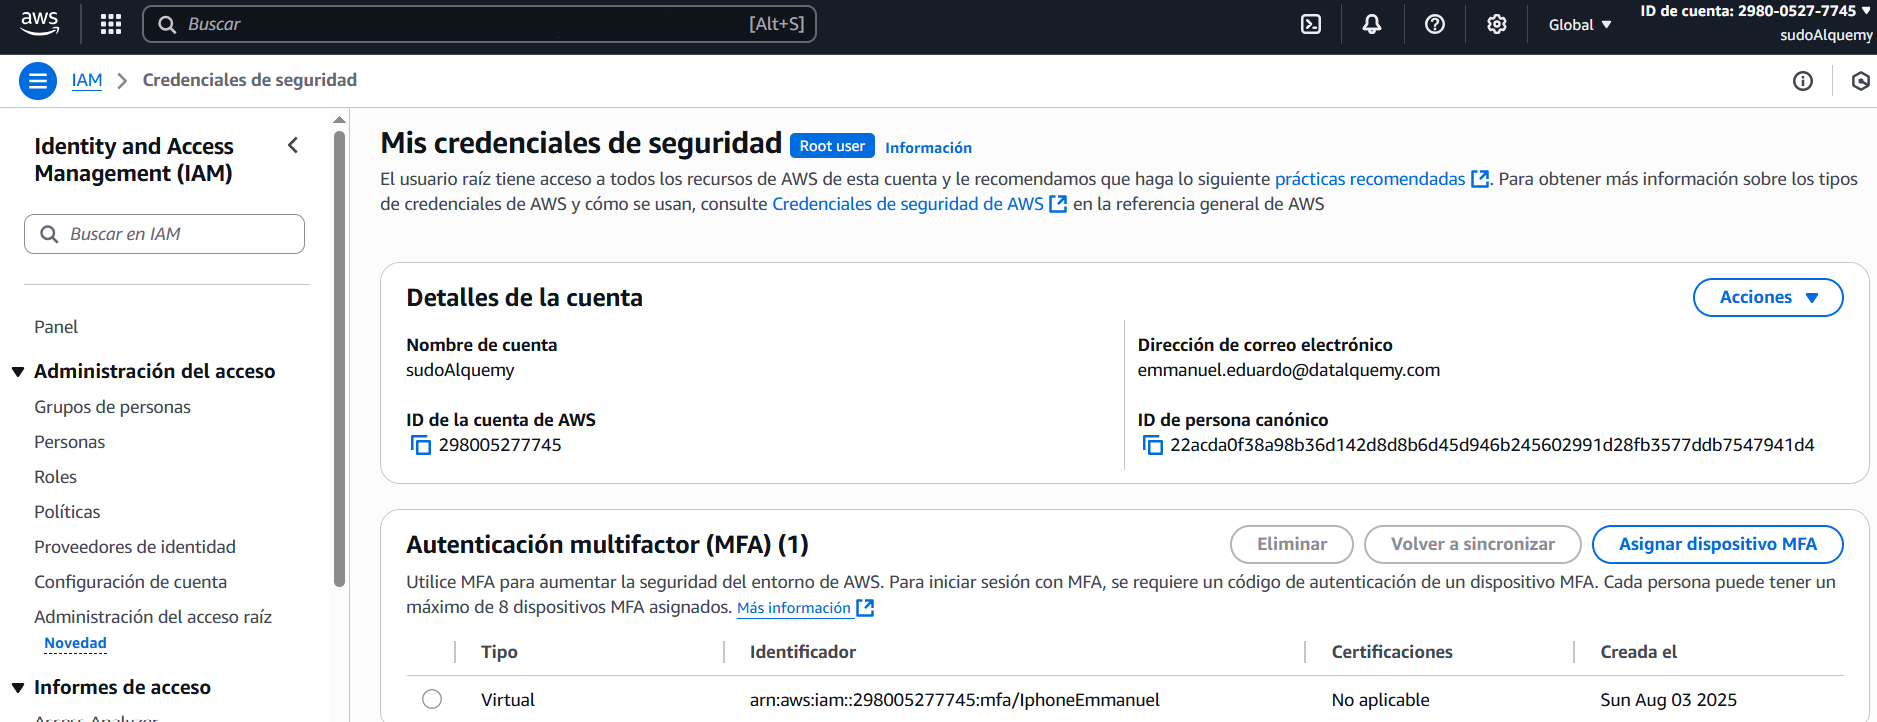 aws
Buscar [Alt+S]
Global
ID de cuenta: 2980-0527-7745
sudoAlquemy
IAM > Credenciales de seguridad
Identity and Access
Management (IAM)
Buscar en IAM
Panel
Administración del acceso
Grupos de personas
Personas
Roles
Políticas
Proveedores de identidad
Configuración de cuenta
Administración del acceso raíz
Novedad
Informes de acceso
Access Analyzer
Mis credenciales de seguridad Root user Información
El usuario raíz tiene acceso a todos los recursos de AWS de esta cuenta y le recomendamos que haga lo siguiente prácticas recomendadas. Para obtener más información sobre los tipos
de credenciales de AWS y cómo se usan, consulte Credenciales de seguridad de AWS en la referencia general de AWS
Detalles de la cuenta
Acciones
Nombre de cuenta
sudoAlquemy
Dirección de correo electrónico
emmanuel.eduardo@datalquemy.com
ID de la cuenta de AWS
298005277745
ID de persona canónico
22acda0f38a98b36d142d8d8b6d45d946b245602991d28fb3577ddb7547941d4
Autenticación multifactor (MFA) (1)
Eliminar
Volver a sincronizar
Asignar dispositivo MFA
Utilice MFA para aumentar la seguridad del entorno de AWS. Para iniciar sesión con MFA, se requiere un código de autenticación de un dispositivo MFA. Cada persona puede tener un
máximo de 8 dispositivos MFA asignados. Más información
Tipo Identificador Certificaciones Creada el
Virtual arn:aws:iam::298005277745:mfa/IphoneEmmanuel No aplicable Sun Aug 03 2025